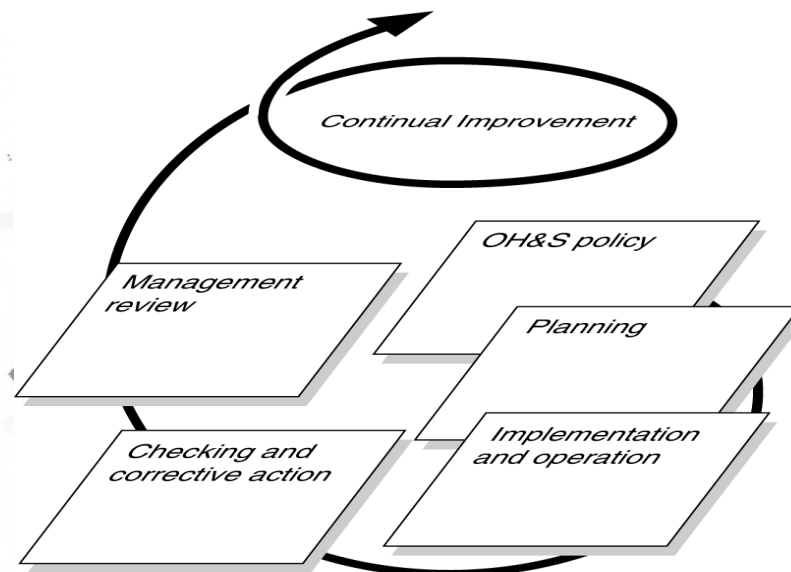 Continual Improvement
OH&S policy
Management
review
Planning
Implementation
and operation
Checking and
corrective action